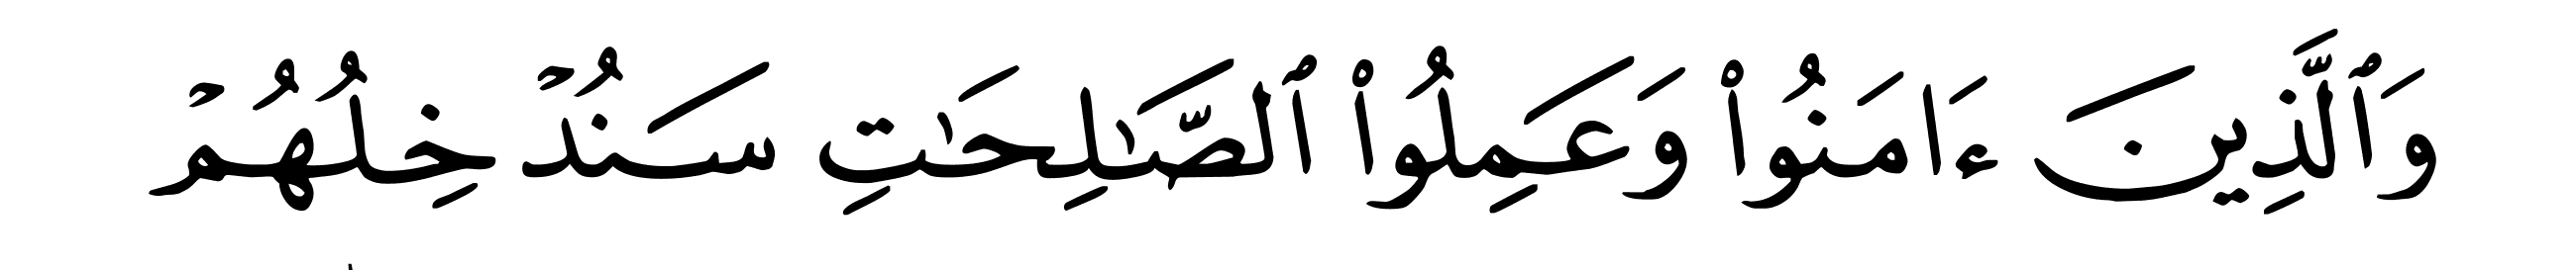 وَٱلَّذِينَ ءَامَنُوا۟ وَعَمِلُوا۟ ٱلصَّـٰلِحَـٰتِ سَنُدْخِلُهُمْ